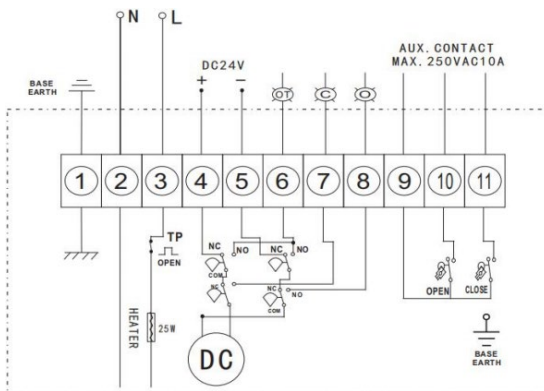 N
L
DC24V
+
−
AUX. CONTACT
MAX. 250VAC10A
BASE
EARTH
OT
C
O
1
2
3
4
5
6
7
8
9
10
11
TP
OPEN
NC
NO
NO
COM
NC
NC
NO
COM
HEATER
25W
DC
OPEN
CLOSE
BASE
EARTH